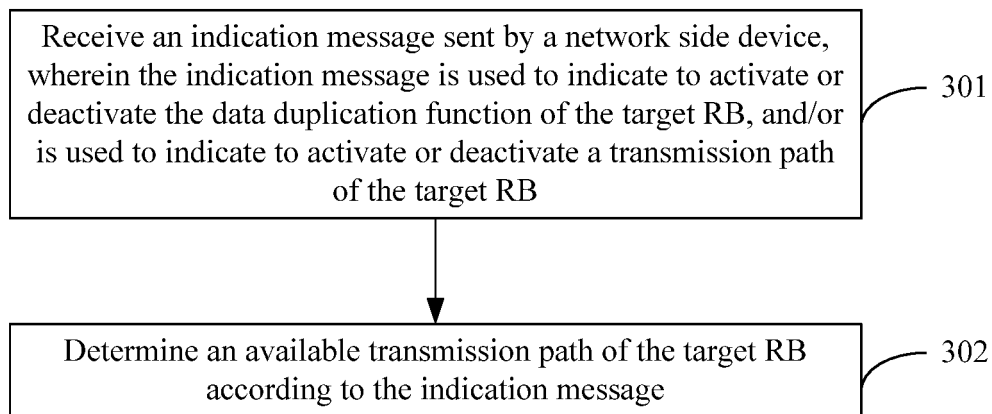 Receive an indication message sent by a network side device,
wherein the indication message is used to indicate to activate or
deactivate the data duplication function of the target RB, and/or
is used to indicate to activate or deactivate a transmission path
of the target RB
301
Determine an available transmission path of the target RB
according to the indication message
302